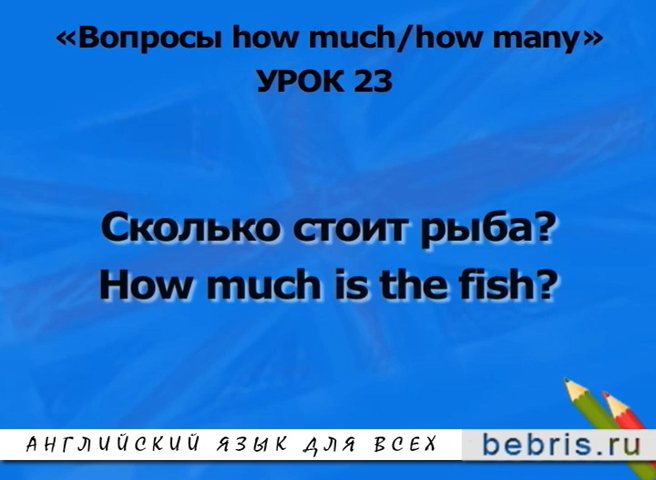 «Вопросы how much/how many»
УРОК 23
Сколько стоит рыба?
How much is the fish?
АНГЛИЙСКИЙ ЯЗЫК ДЛЯ ВСЕХ
bebris.ru